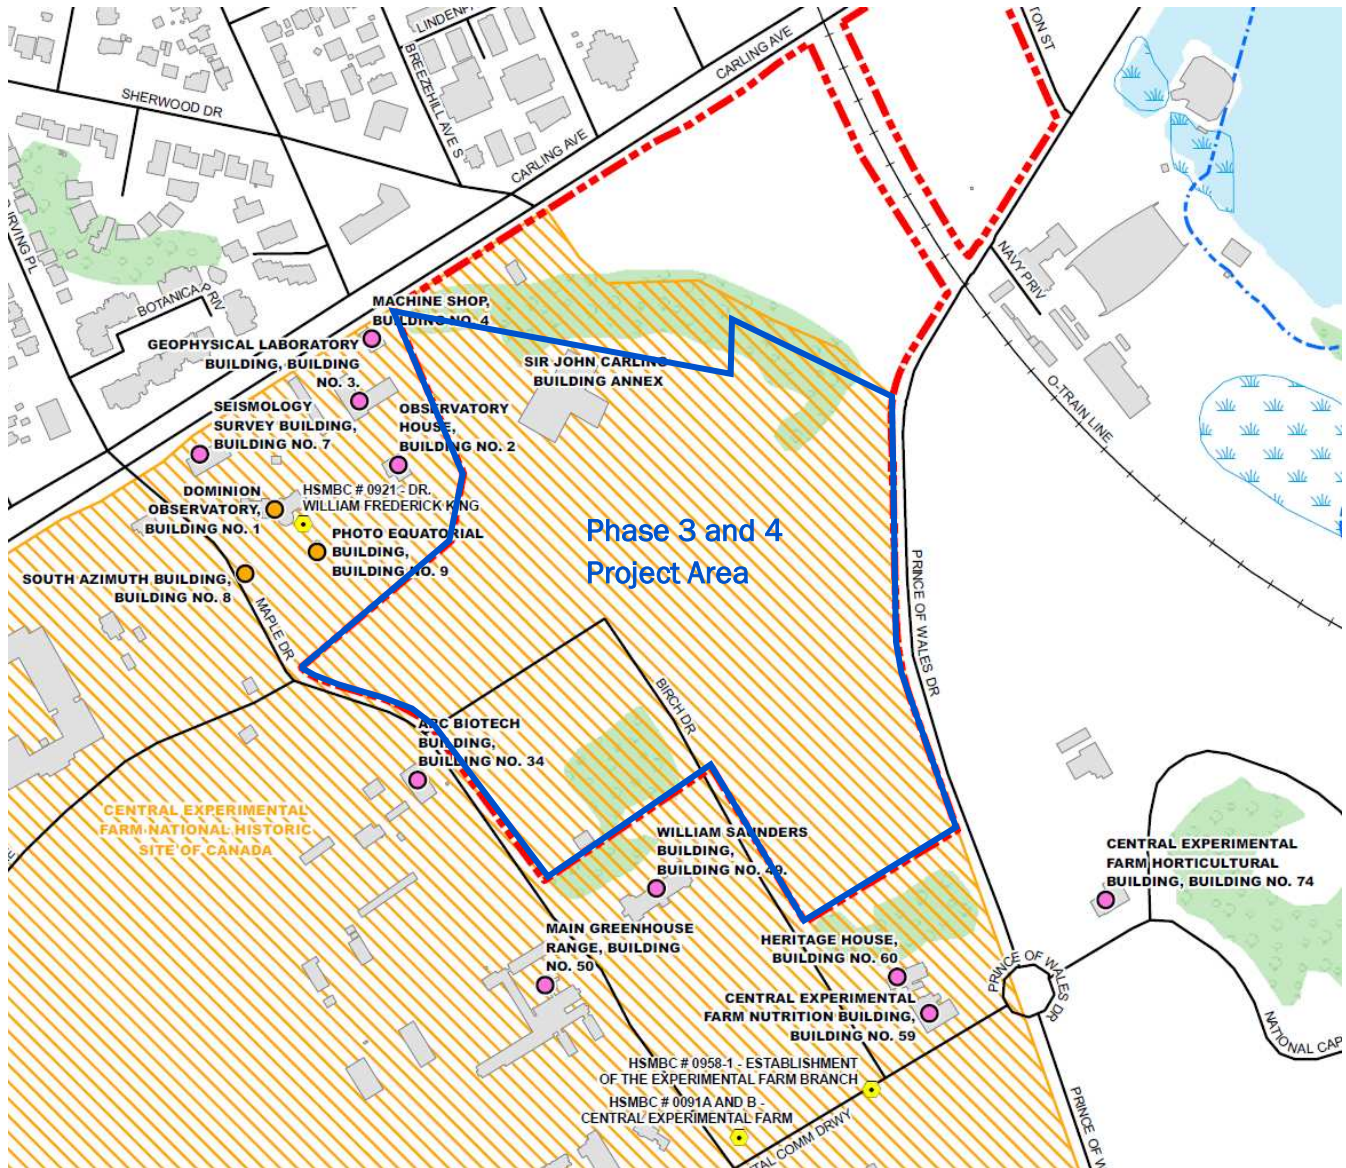 LINDENF
TON ST
CARLING AVE
BREEZEHILL AVE S
SHERWOOD DR
CARLING AVE
IRVING PL
BOTANICA PRIV
NAVY PRIV
MACHINE SHOP,
BUILDING NO. 4
GEOPHYSICAL LABORATORY
BUILDING, BUILDING
NO. 3.
SIR JOHN CARLING
BUILDING ANNEX
O-TRAIN LINE
SEISMOLOGY
SURVEY BUILDING,
BUILDING NO. 7
OBSERVATORY
HOUSE,
BUILDING NO. 2
DOMINION
OBSERVATORY,
BUILDING NO. 1
HSMBC # 0921 - DR.
WILLIAM FREDERICK KING
PHOTO EQUATORIAL
BUILDING,
BUILDING NO. 9
Phase 3 and 4
Project Area
SOUTH AZIMUTH BUILDING,
BUILDING NO. 8
MAPLE DR
PRINCE OF WALES DR
BIRCH DR
ABC BIOTECH
BUILDING,
BUILDING NO. 34
CENTRAL EXPERIMENTAL
FARM NATIONAL HISTORIC
SITE OF CANADA
WILLIAM SAUNDERS
BUILDING,
BUILDING NO. 49.
CENTRAL EXPERIMENTAL
FARM HORTICULTURAL
BUILDING, BUILDING NO. 74
MAIN GREENHOUSE
RANGE, BUILDING
NO. 50
HERITAGE HOUSE,
BUILDING NO. 60
PRINCE OF WALES DR
CENTRAL EXPERIMENTAL
FARM NUTRITION BUILDING,
BUILDING NO. 59
NATIONAL CAP
HSMBC # 0958-1 - ESTABLISHMENT
OF THE EXPERIMENTAL FARM BRANCH
HSMBC # 0091A AND B -
CENTRAL EXPERIMENTAL FARM
TAL COMM DRWY
PRINCE OF W